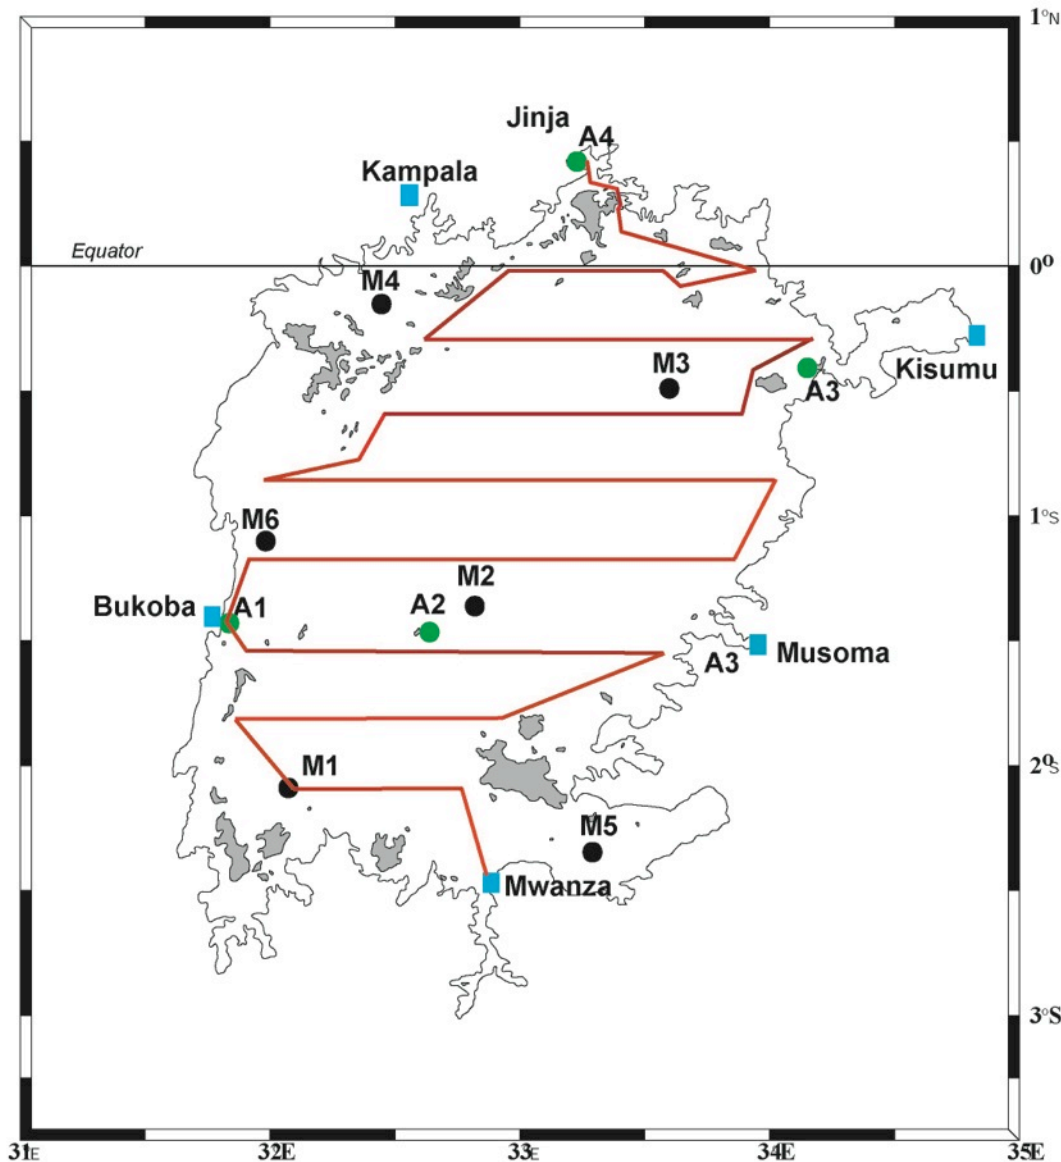 1°N
Jinja
A4
Kampala
Equator
0°
M4
M3
Kisumu
A3
1°S
M6
M2
Bukoba
A1
A2
A3
Musoma
M1
2°S
M5
Mwanza
3°S
31E
32E
33E
34E
35E